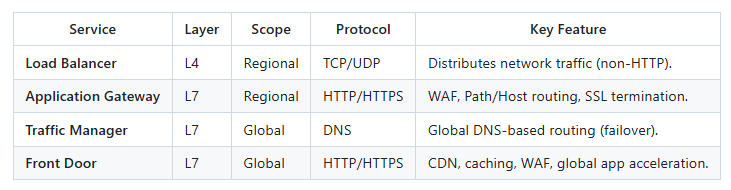 Service Layer Scope Protocol Key Feature
Load Balancer L4 Regional TCP/UDP Distributes network traffic (non-HTTP).
Application Gateway L7 Regional HTTP/HTTPS WAF, Path/Host routing, SSL termination.
Traffic Manager L7 Global DNS Global DNS-based routing (failover).
Front Door L7 Global HTTP/HTTPS CDN, caching, WAF, global app acceleration.